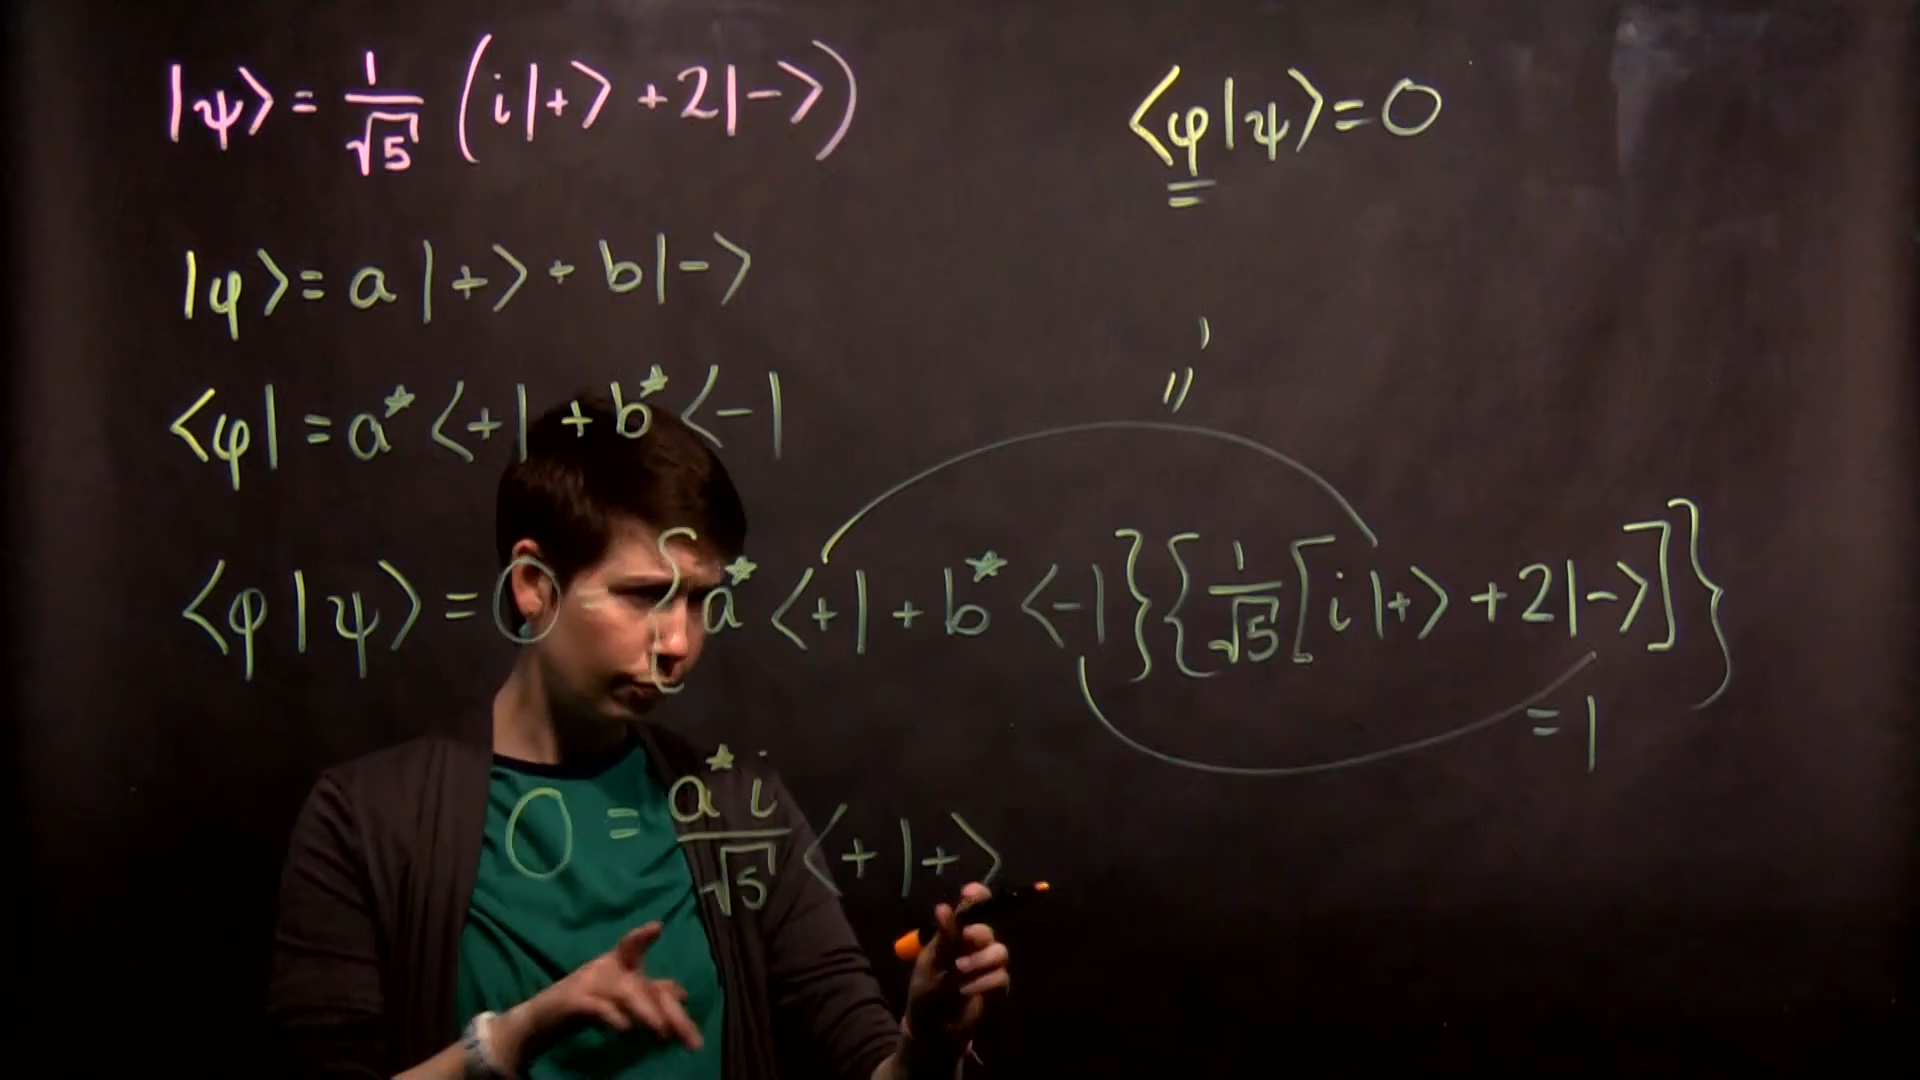 |ψ⟩ = 1/√5 (i|+⟩ + 2|-⟩)
⟨φ|ψ⟩ = 0
|φ⟩ = a|+⟩ + b|-⟩
⟨φ| = a* ⟨+| + b* ⟨-|
⟨φ|ψ⟩ = 0 = {a* ⟨+| + b* ⟨-|}{1/√5 [i|+⟩ + 2|-⟩]}
= 1
0 = a* i/√5 ⟨+|+⟩